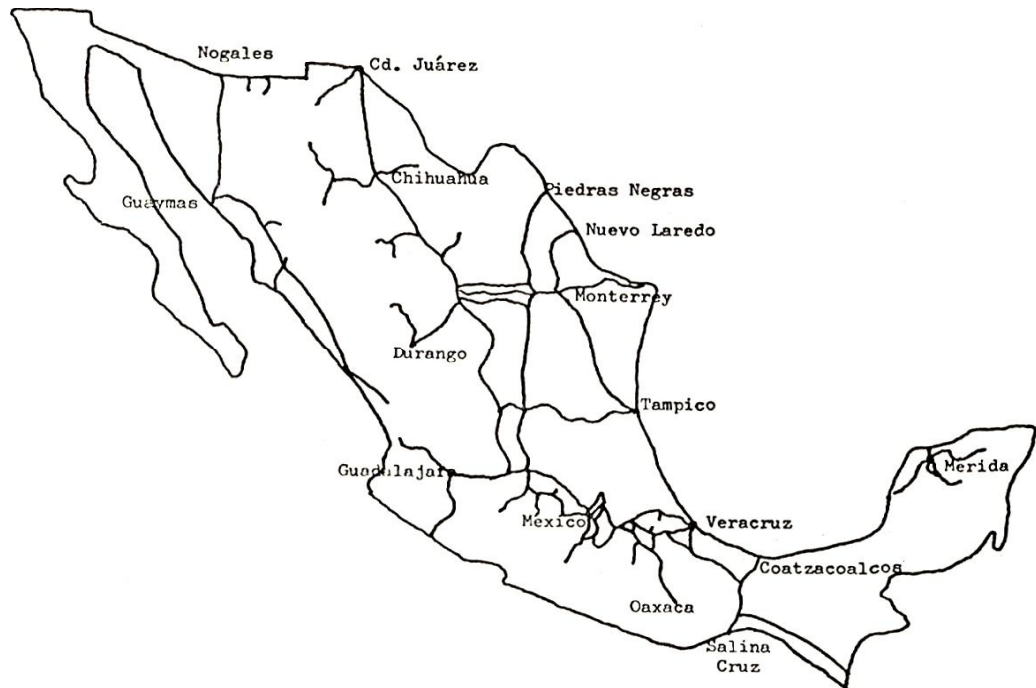 Nogales
Cd. Juárez
Chihuahua
Piedras Negras
Guaymas
Nuevo Laredo
Monterrey
Durango
Tampico
Guadalajara
Merida
México
Veracruz
Coatzacoalcos
Oaxaca
Salina
Cruz